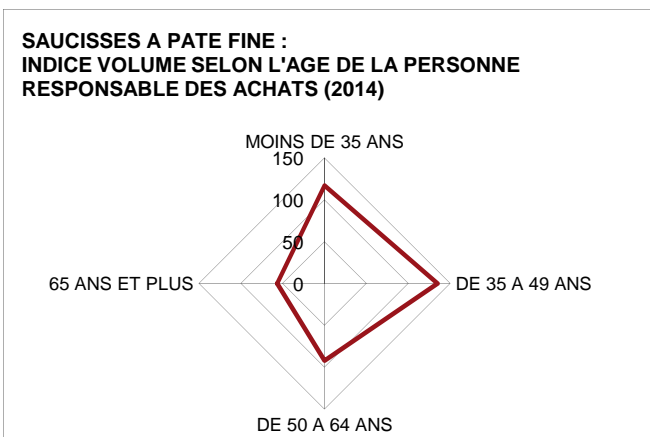 SAUCISSES A PATE FINE :
INDICE VOLUME SELON L'AGE DE LA PERSONNE
RESPONSABLE DES ACHATS (2014)
MOINS DE 35 ANS
150
100
50
65 ANS ET PLUS
0
DE 35 A 49 ANS
DE 50 A 64 ANS